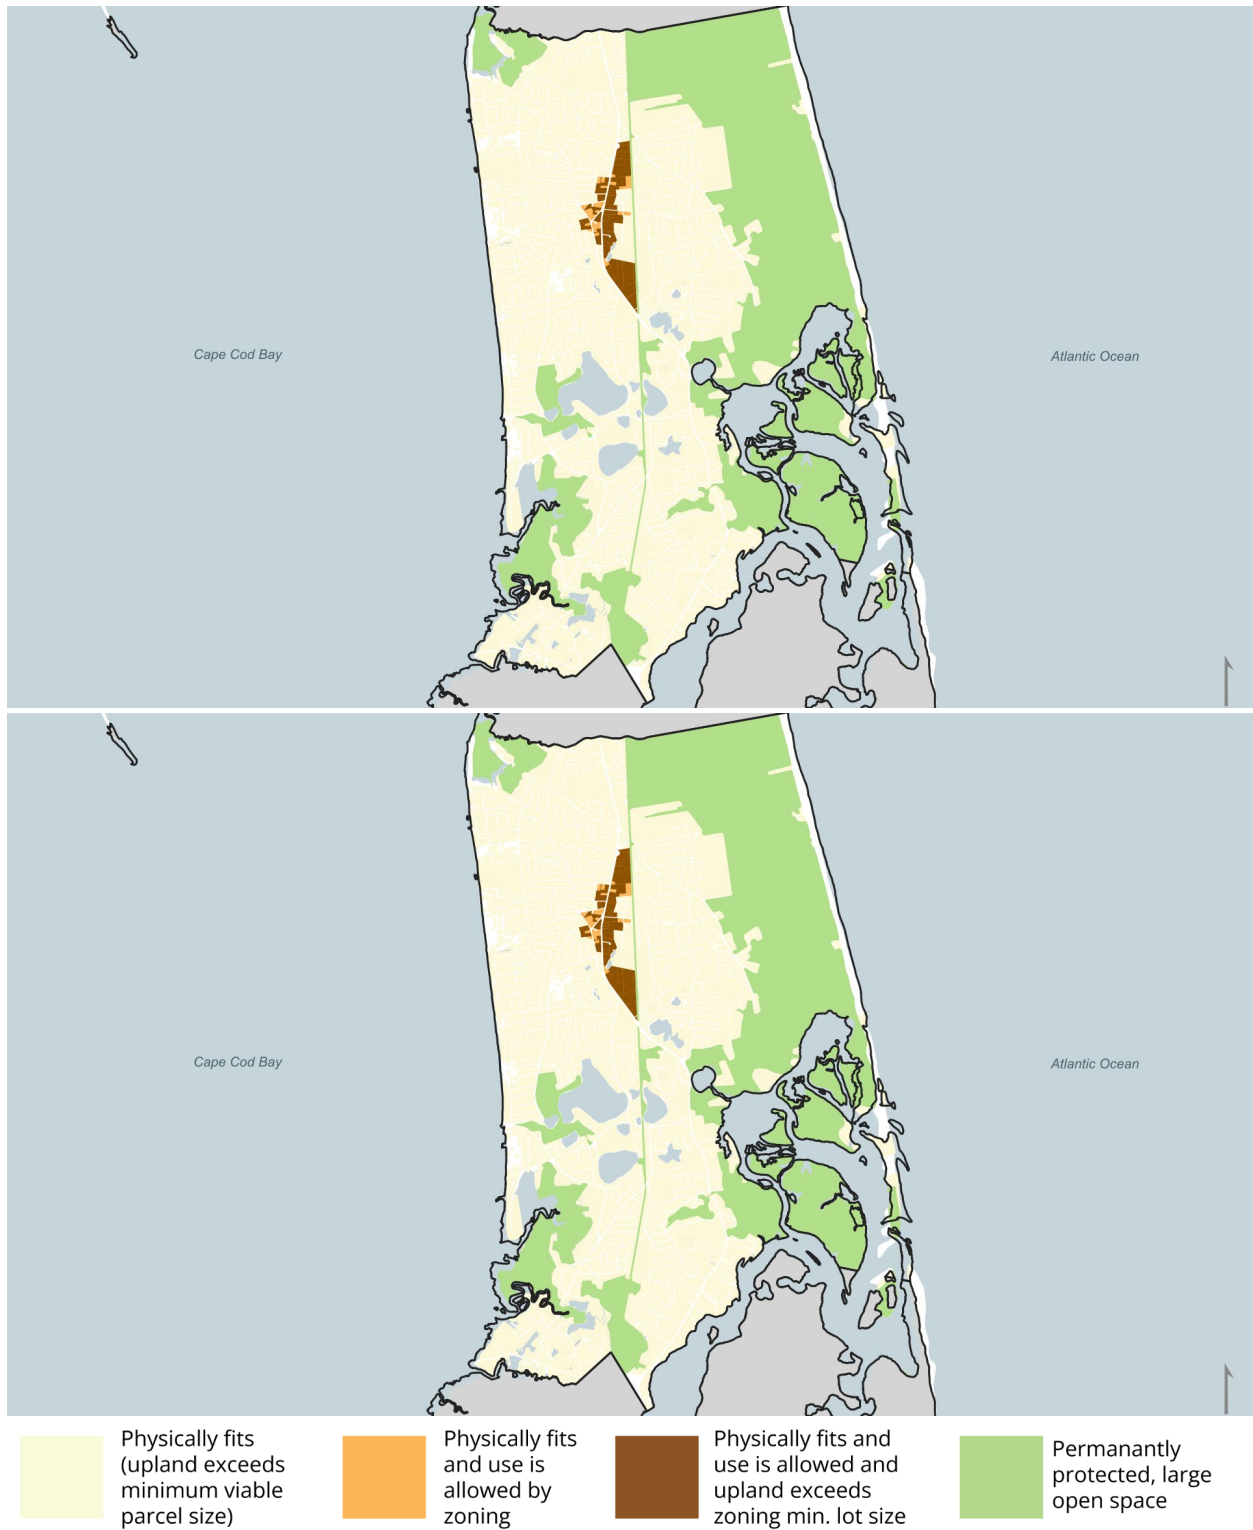 Cape Cod Bay
Atlantic Ocean
Cape Cod Bay
Atlantic Ocean
Physically fits
(upland exceeds
minimum viable
parcel size)
Physically fits
and use is
allowed by
zoning
Physically fits and
use is allowed and
upland exceeds
zoning min. lot size
Permanantly
protected, large
open space